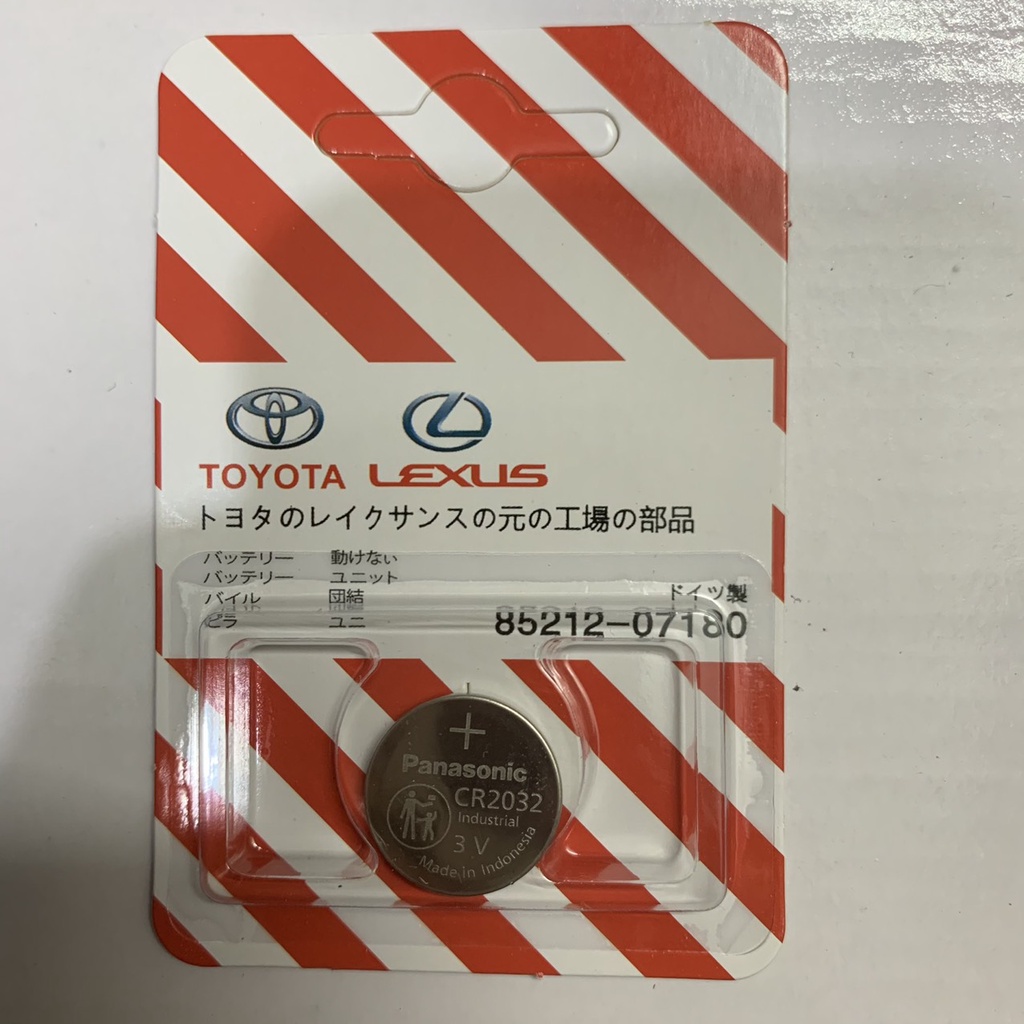 TOYOTA LEXUS
トヨタのレイクサンスの元の工場の部品
バッテリー 動けない
バッテリー ユニット
バイル 団結
ピラ ユニ
ドイツ製
85212-07180
+
Panasonic
CR2032
Industrial
3 V
Made in Indonesia